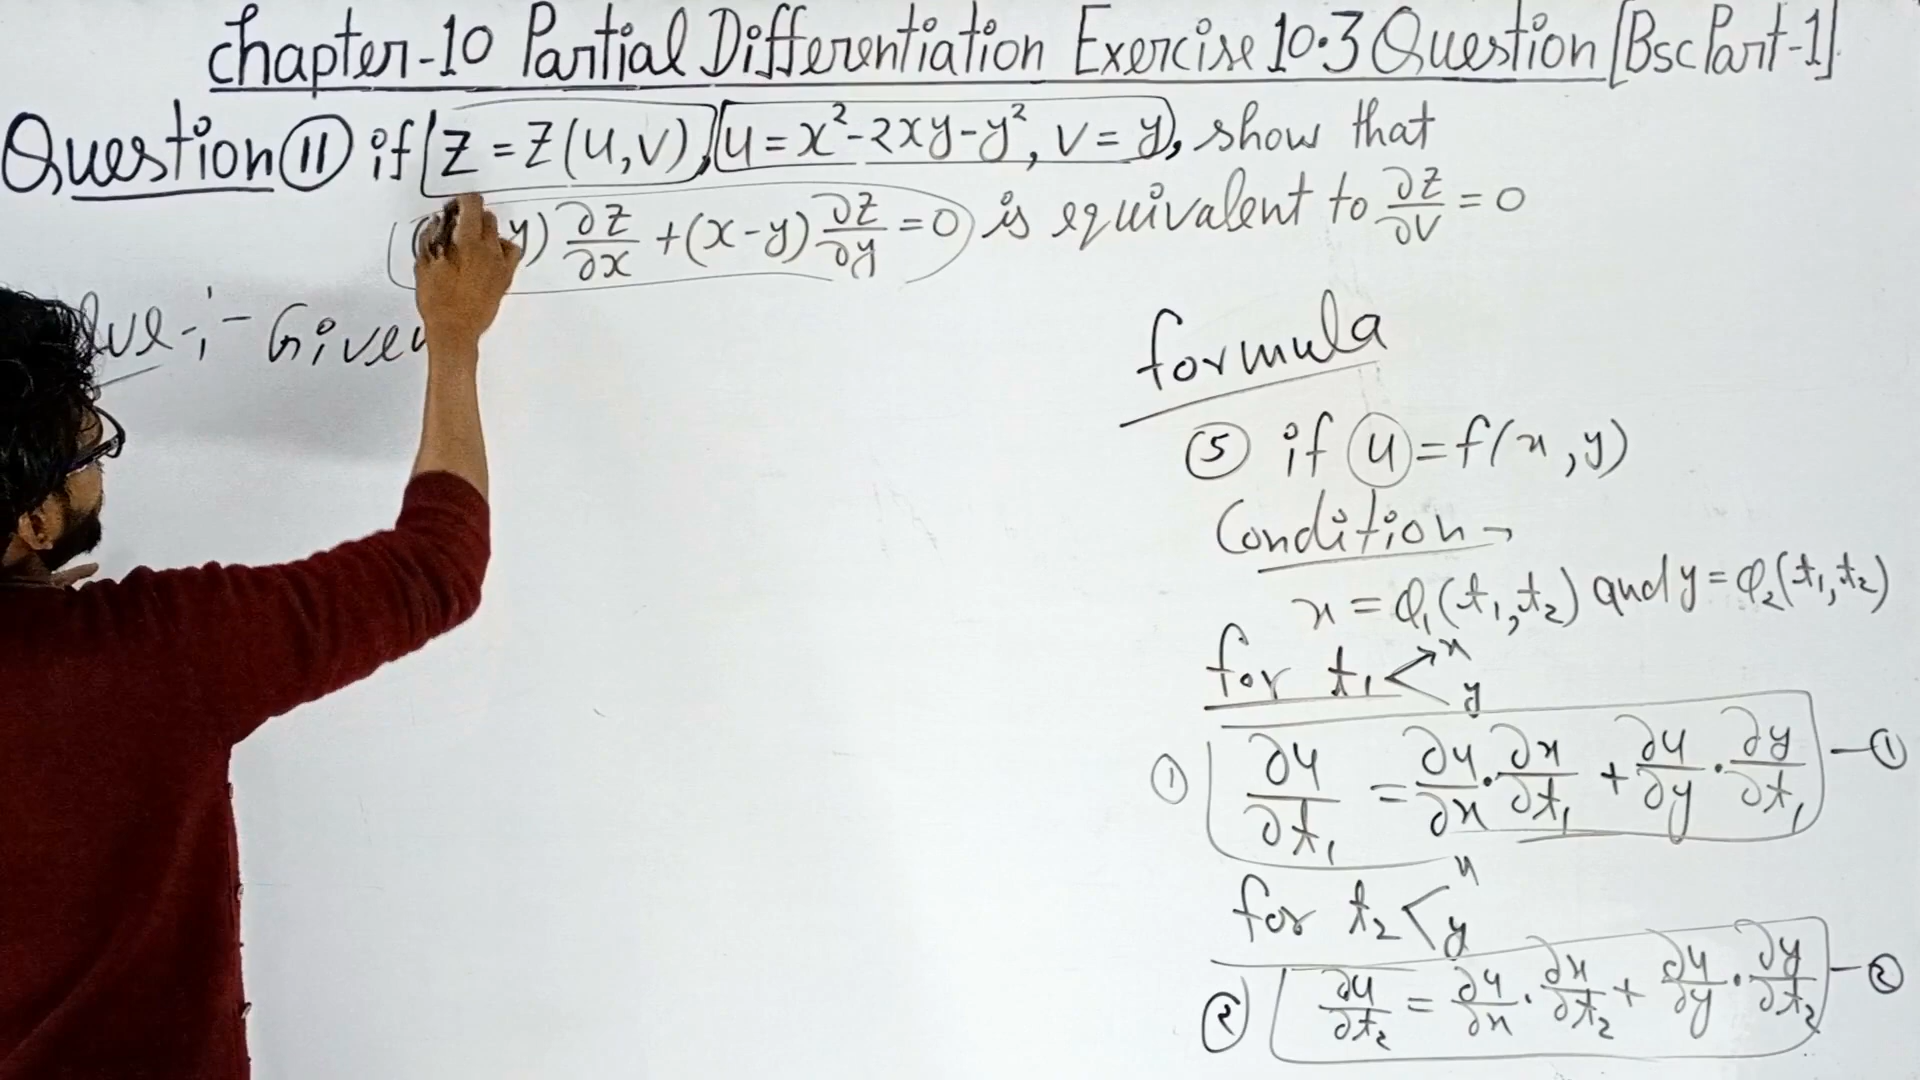 Chapter-10 Partial Differentiation Exercise 10.3 Question [Bsc Part-1]
Question ⑪ if z = z(u,v), u = x²-2xy-y², v = y, show that
y) ∂z/∂x + (x-y) ∂z/∂y = 0 is equivalent to ∂z/∂v = 0
lve -:- Given
formula
⑤ if u = f(x,y)
Condition →
x = φ₁(t₁,t₂) and y = φ₂(t₁,t₂)
for t₁ < x y
① ∂u/∂t₁ = ∂u/∂x · ∂x/∂t₁ + ∂u/∂y · ∂y/∂t₁ —①
for t₂ < x y
② ∂u/∂t₂ = ∂u/∂x · ∂x/∂t₂ + ∂u/∂y · ∂y/∂t₂ —②